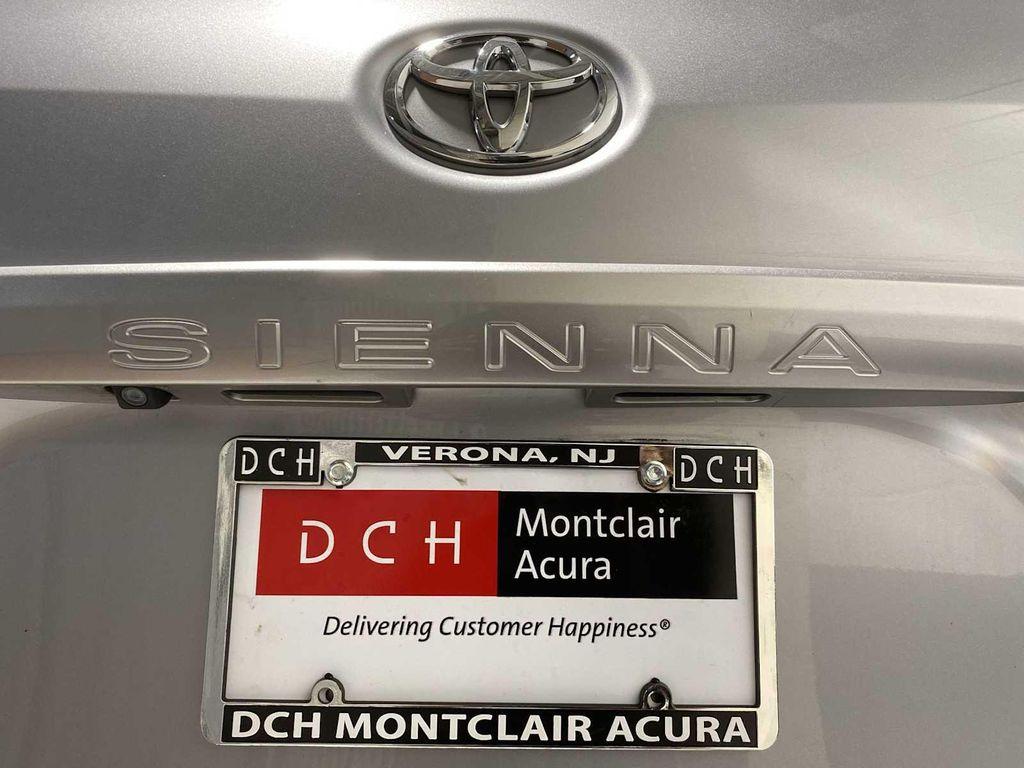 SIENNA
DCH VERONA, NJ DCH
DCH Montclair
Acura
Delivering Customer Happiness®
DCH MONTCLAIR ACURA